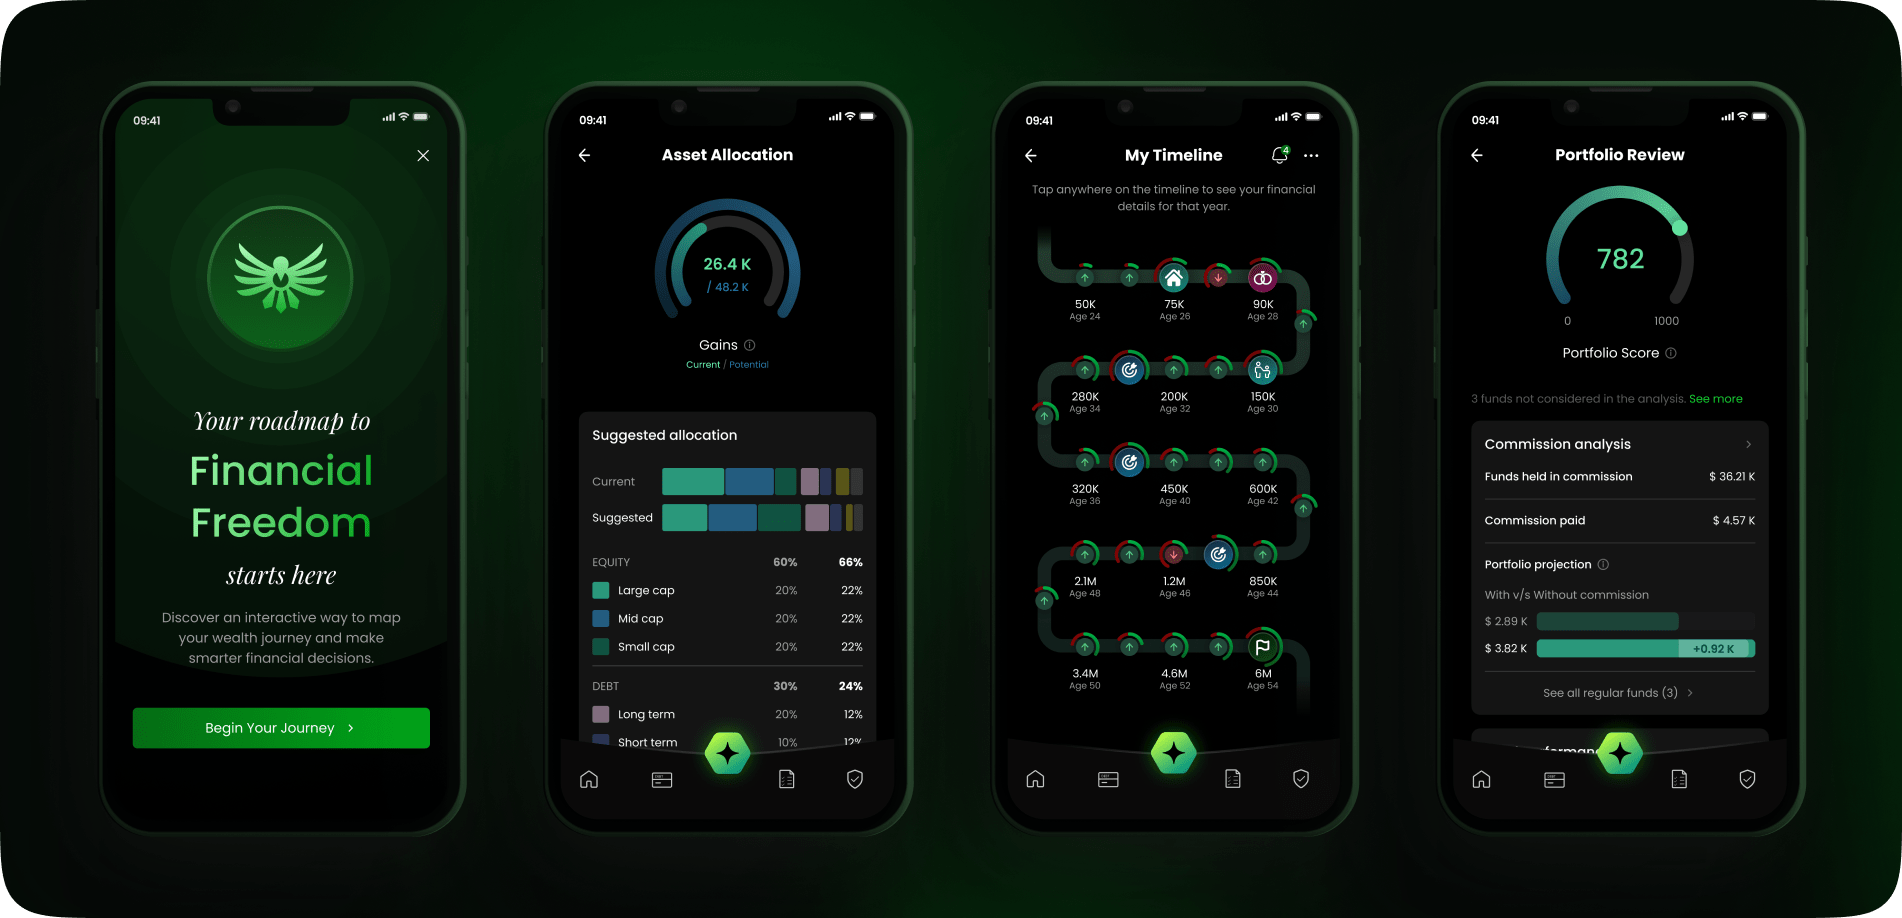 09:41
Your roadmap to
Financial
Freedom
starts here
Discover an interactive way to map
your wealth journey and make
smarter financial decisions.
Begin Your Journey
09:41
Asset Allocation
26.4 K
/ 48.2 K
Gains
Current / Potential
Suggested allocation
Current
Suggested
EQUITY 60% 66%
Large cap 20% 22%
Mid cap 20% 22%
Small cap 20% 22%
DEBT 30% 24%
Long term 20% 12%
Short term 10% 12%
09:41
My Timeline
4
Tap anywhere on the timeline to see your financial
details for that year.
50K 75K 90K
Age 24 Age 26 Age 28
280K 200K 150K
Age 34 Age 32 Age 30
320K 450K 600K
Age 36 Age 40 Age 42
2.1M 1.2M 850K
Age 48 Age 46 Age 44
3.4M 4.6M 6M
Age 50 Age 52 Age 54
09:41
Portfolio Review
782
0 1000
Portfolio Score
3 funds not considered in the analysis. See more
Commission analysis
Funds held in commission $ 36.21 K
Commission paid $ 4.57 K
Portfolio projection
With v/s Without commission
$ 2.89 K
$ 3.82 K +0.92 K
See all regular funds (3)